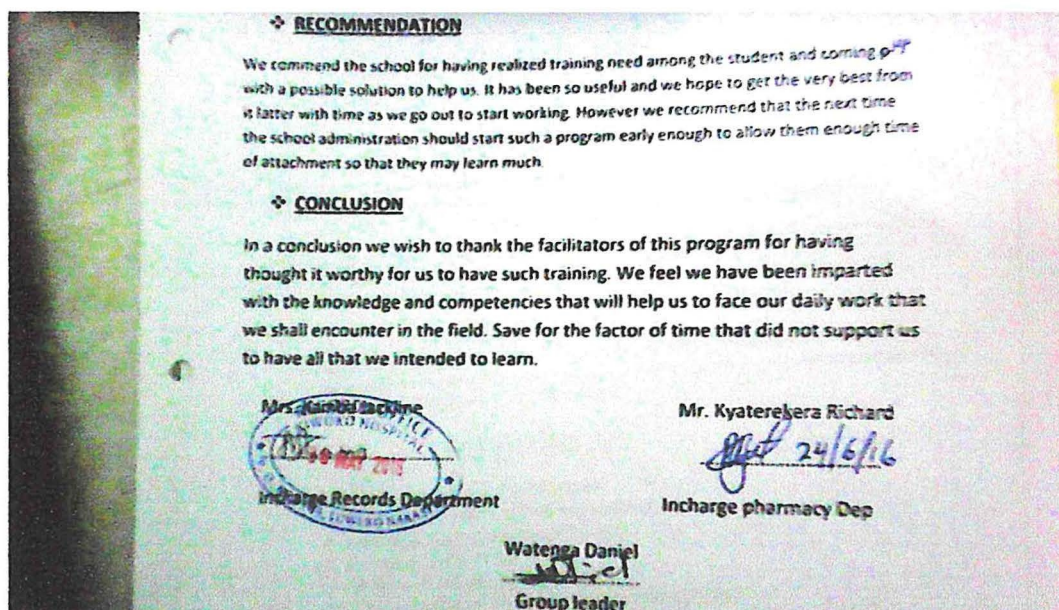 ❖ RECOMMENDATION
We commend the school for having realized training need among the student and coming
with a possible solution to help us. It has been so useful and we hope to get the very best from
it latter with time as we go out to start working. However we recommend that the next time
the school administration should start such a program early enough to allow them enough time
of attachment so that they may learn much
❖ CONCLUSION
In a conclusion we wish to thank the facilitators of this program for having
thought it worthy for us to have such training. We feel we have been imparted
with the knowledge and competencies that will help us to face our daily work that
we shall encounter in the field. Save for the factor of time that did not support us
to have all that we intended to learn.
Mrs. Mr. Kyaterekera Richard
HOSPITAL
MAY 24/6/16
Incharge Records Department Incharge pharmacy Dep
Watenga Daniel
Group leader